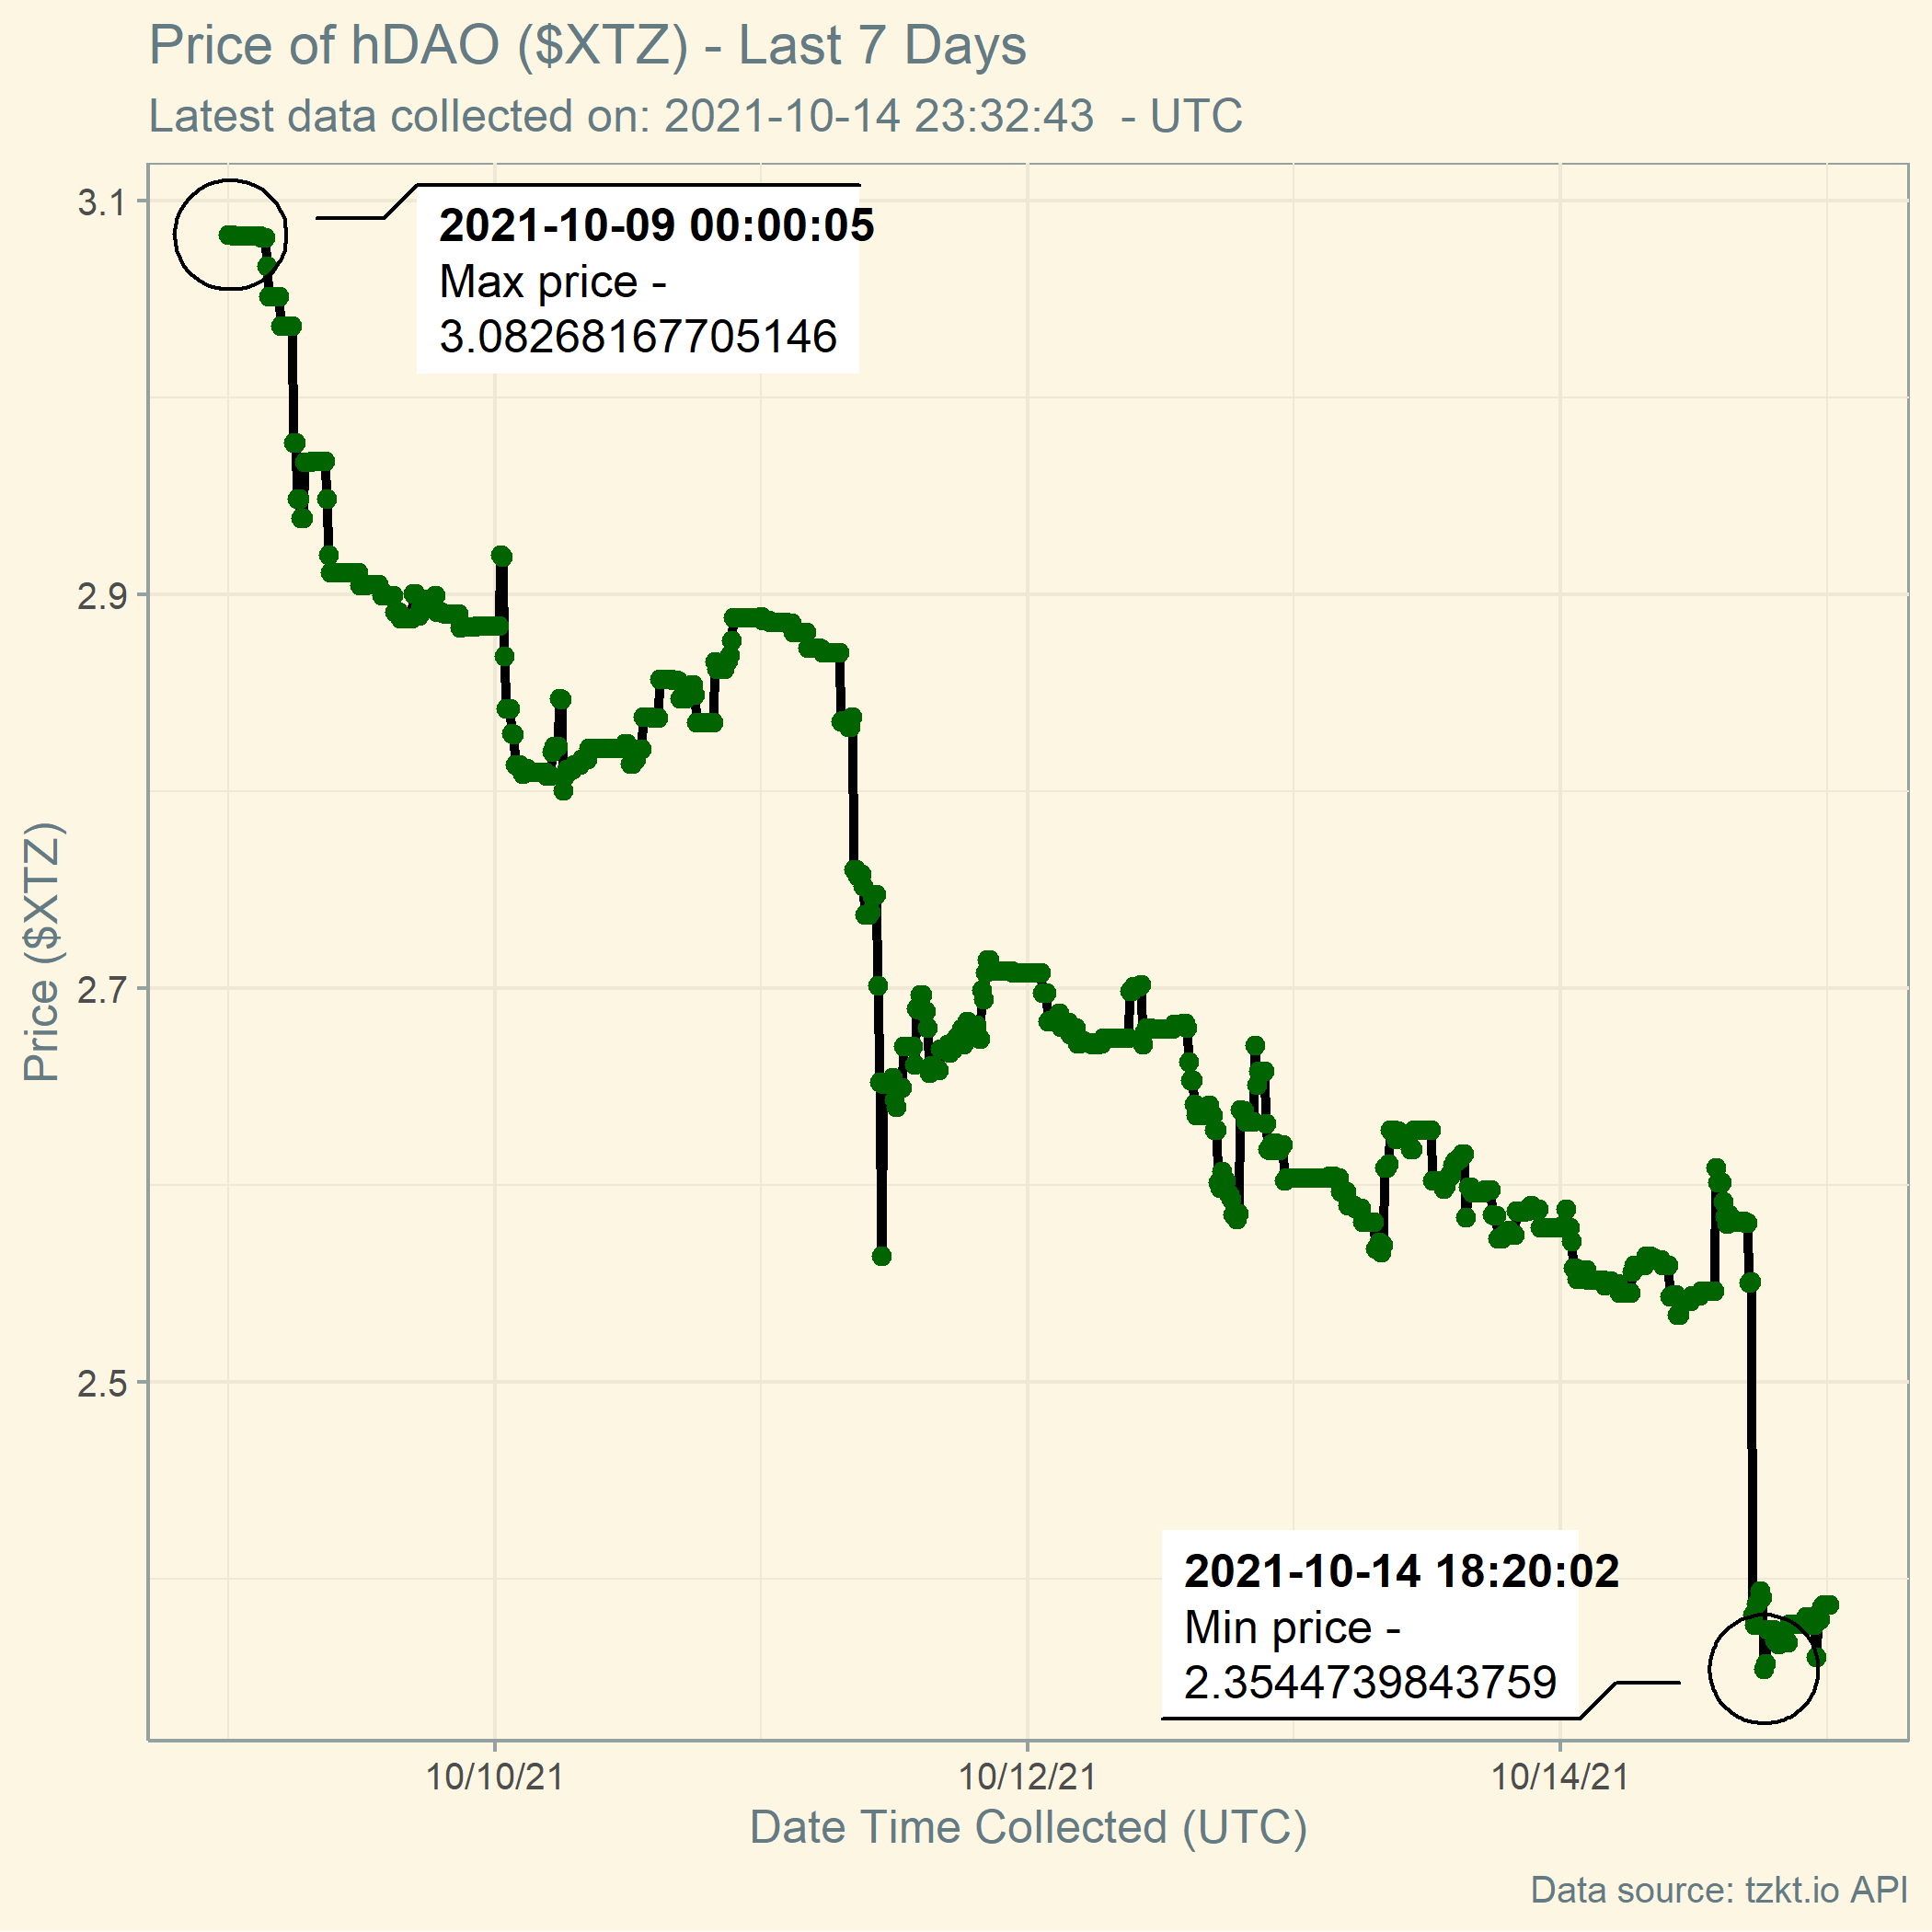 Price of hDAO ($XTZ) - Last 7 Days
Latest data collected on: 2021-10-14 23:32:43  - UTC
3.1
2021-10-09 00:00:05
Max price -
3.08268167705146
2.9
Price ($XTZ)
2.7
2.5
2021-10-14 18:20:02
Min price -
2.3544739843759
10/10/21
10/12/21
10/14/21
Date Time Collected (UTC)
Data source: tzkt.io API